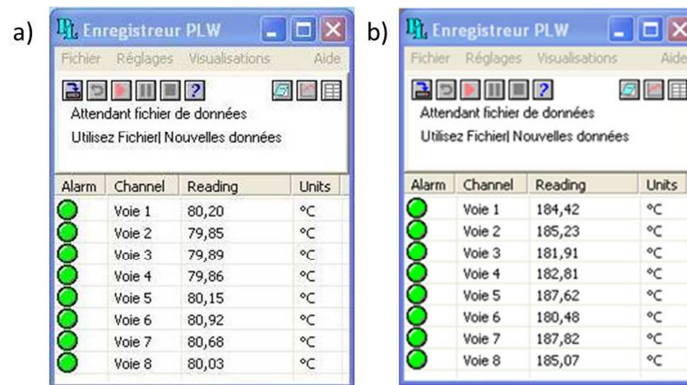 a)
Enregistreur PLW
Fichier Réglages Visualisations Aide
?
Attendant fichier de données
Utilisez Fichier| Nouvelles données
Alarm Channel Reading Units
Voie 1 80,20 °C
Voie 2 79,85 °C
Voie 3 79,89 °C
Voie 4 79,86 °C
Voie 5 80,15 °C
Voie 6 80,92 °C
Voie 7 80,68 °C
Voie 8 80,03 °C
b)
Enregistreur PLW
Fichier Réglages Visualisations Aide
?
Attendant fichier de données
Utilisez Fichier| Nouvelles données
Alarm Channel Reading Units
Voie 1 184,42 °C
Voie 2 185,23 °C
Voie 3 181,91 °C
Voie 4 182,81 °C
Voie 5 187,62 °C
Voie 6 180,48 °C
Voie 7 187,82 °C
Voie 8 185,07 °C